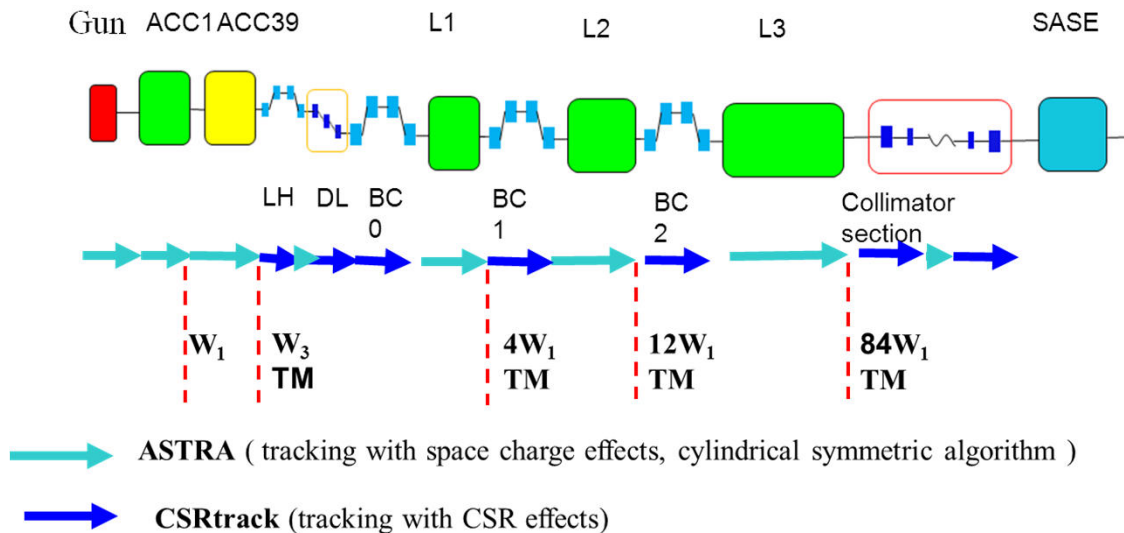 Gun ACC1 ACC39 L1 L2 L3 SASE
LH DL BC 0 BC 1 BC 2 Collimator section
W1 W3 TM 4W1 TM 12W1 TM 84W1 TM
ASTRA ( tracking with space charge effects, cylindrical symmetric algorithm )
CSRtrack (tracking with CSR effects)